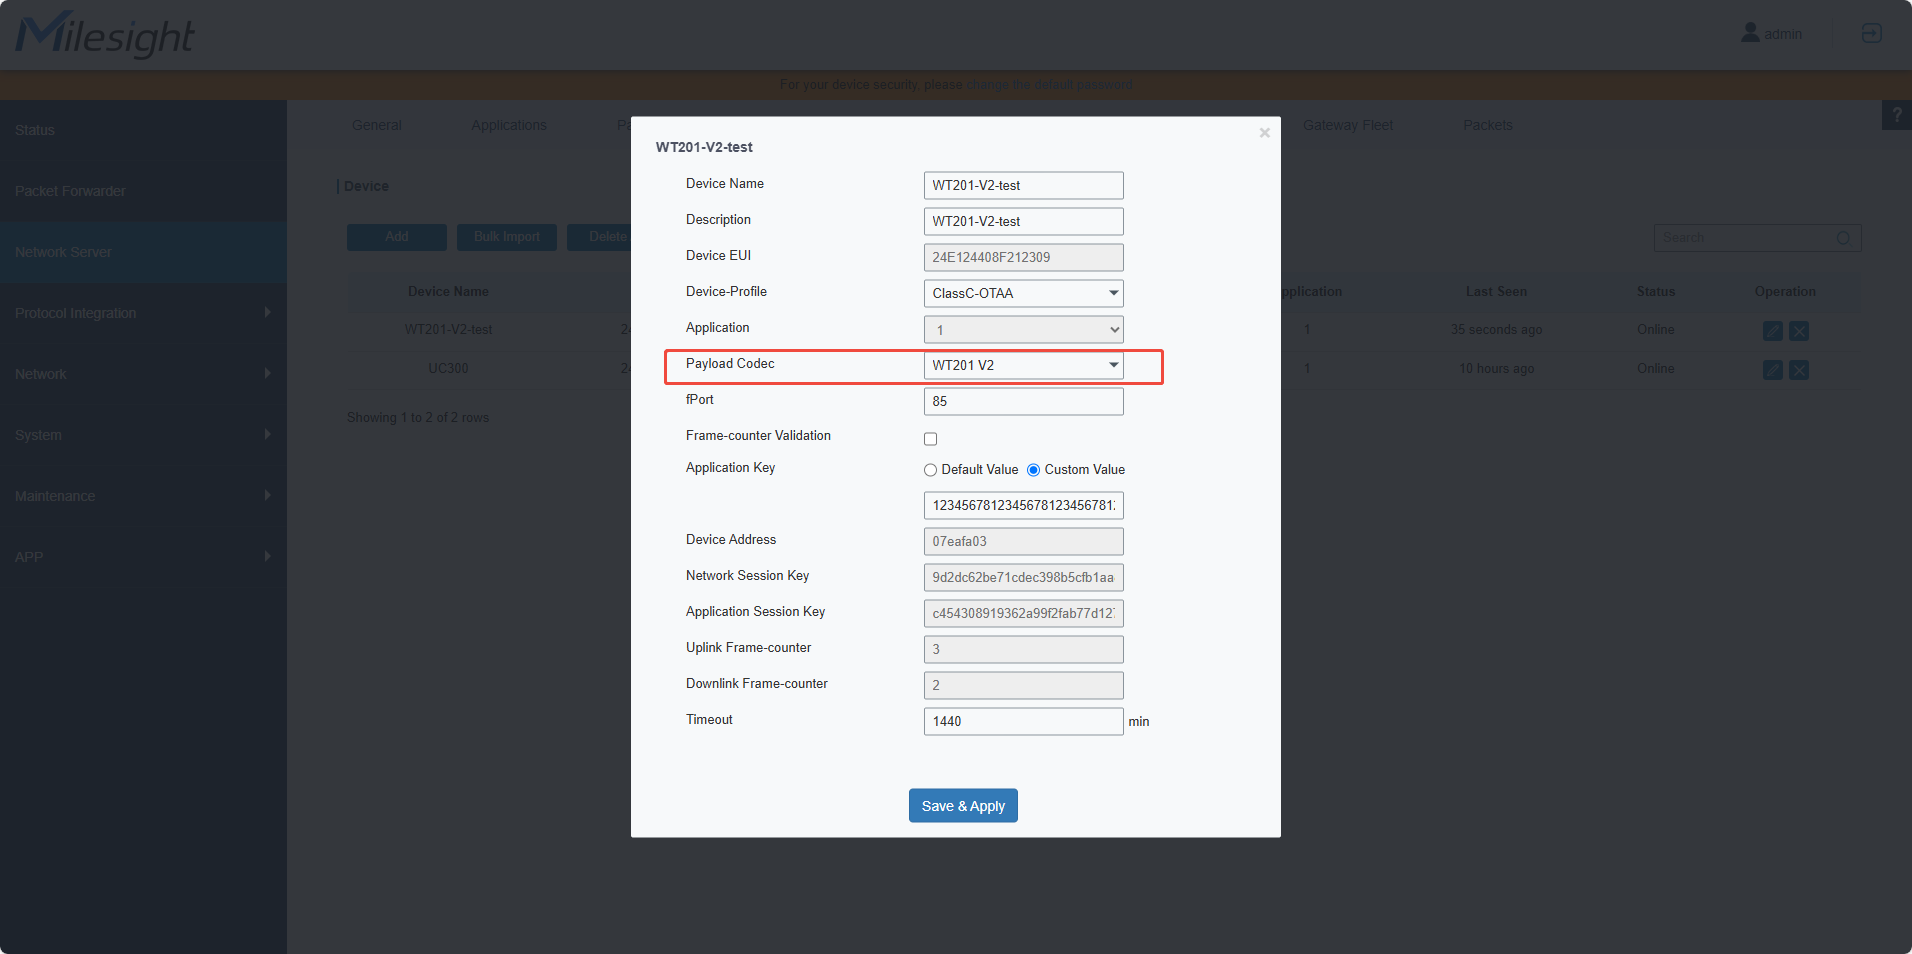 Milesight
admin
For your device security, please change the default password
?
Status
Packet Forwarder
Network Server
Protocol Integration
Network
System
Maintenance
APP
General Applications Pa Gateway Fleet Packets
Device
Add Bulk Import Delete
Search
Device Name pplication Last Seen Status Operation
WT201-V2-test 24 1 35 seconds ago Online
UC300 24 1 10 hours ago Online
Showing 1 to 2 of 2 rows
WT201-V2-test
×
Device Name WT201-V2-test
Description WT201-V2-test
Device EUI 24E124408F212309
Device-Profile ClassC-OTAA
Application 1
Payload Codec WT201 V2
fPort 85
Frame-counter Validation
Application Key Default Value Custom Value
123456781234567812345678 12
Device Address 07eafa03
Network Session Key 9d2dc62be71cdec398b5cfb1aa
Application Session Key c454308919362a99f2fab77d127
Uplink Frame-counter 3
Downlink Frame-counter 2
Timeout 1440 min
Save & Apply